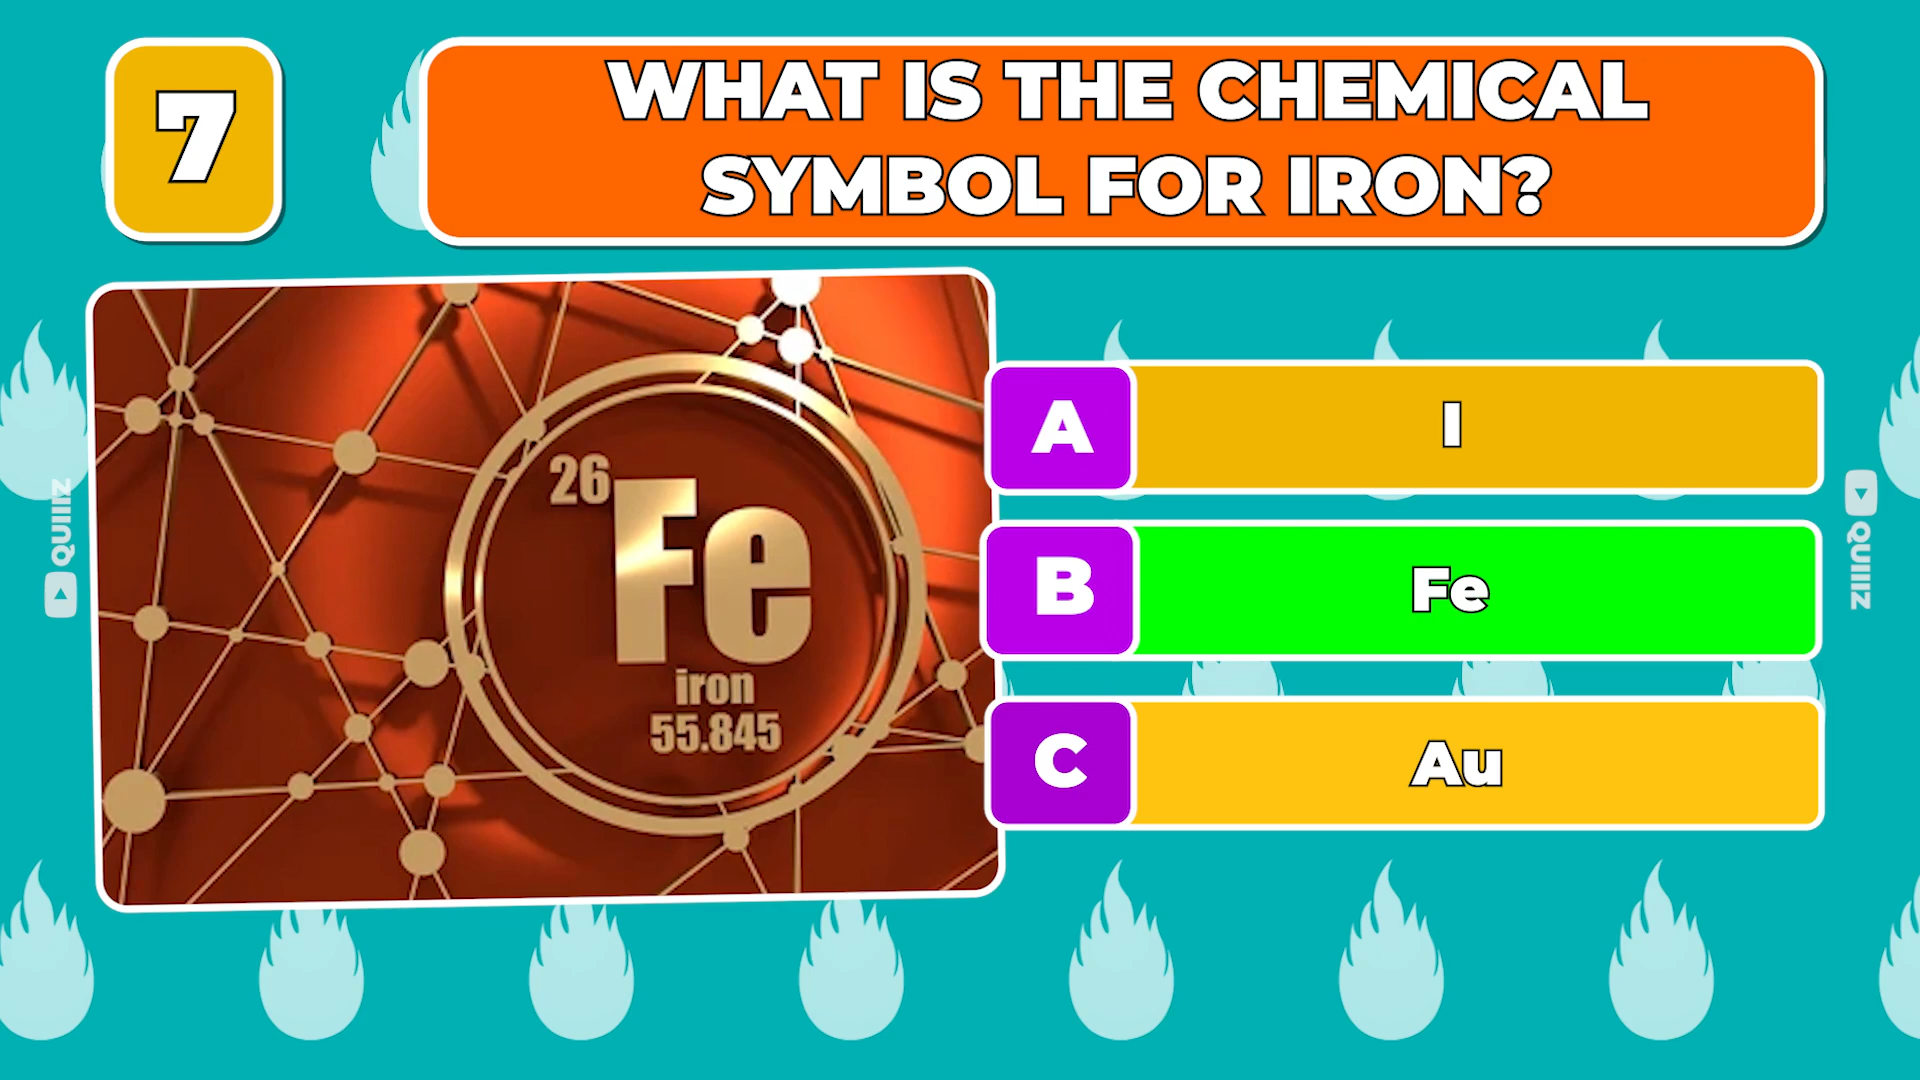 7
WHAT IS THE CHEMICAL
SYMBOL FOR IRON?
26
Fe
iron
55.845
A
I
B
Fe
C
Au
QUIIIZ
QUIIIZ